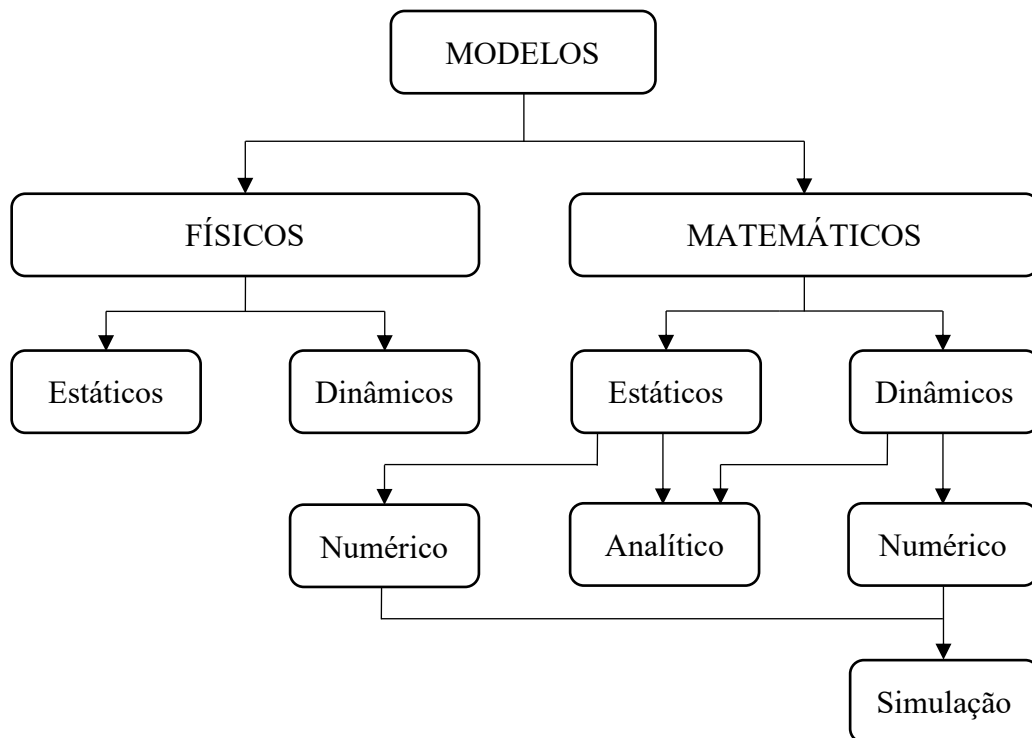 MODELOS
FÍSICOS
MATEMÁTICOS
Estáticos
Dinâmicos
Estáticos
Dinâmicos
Numérico
Analítico
Numérico
Simulação